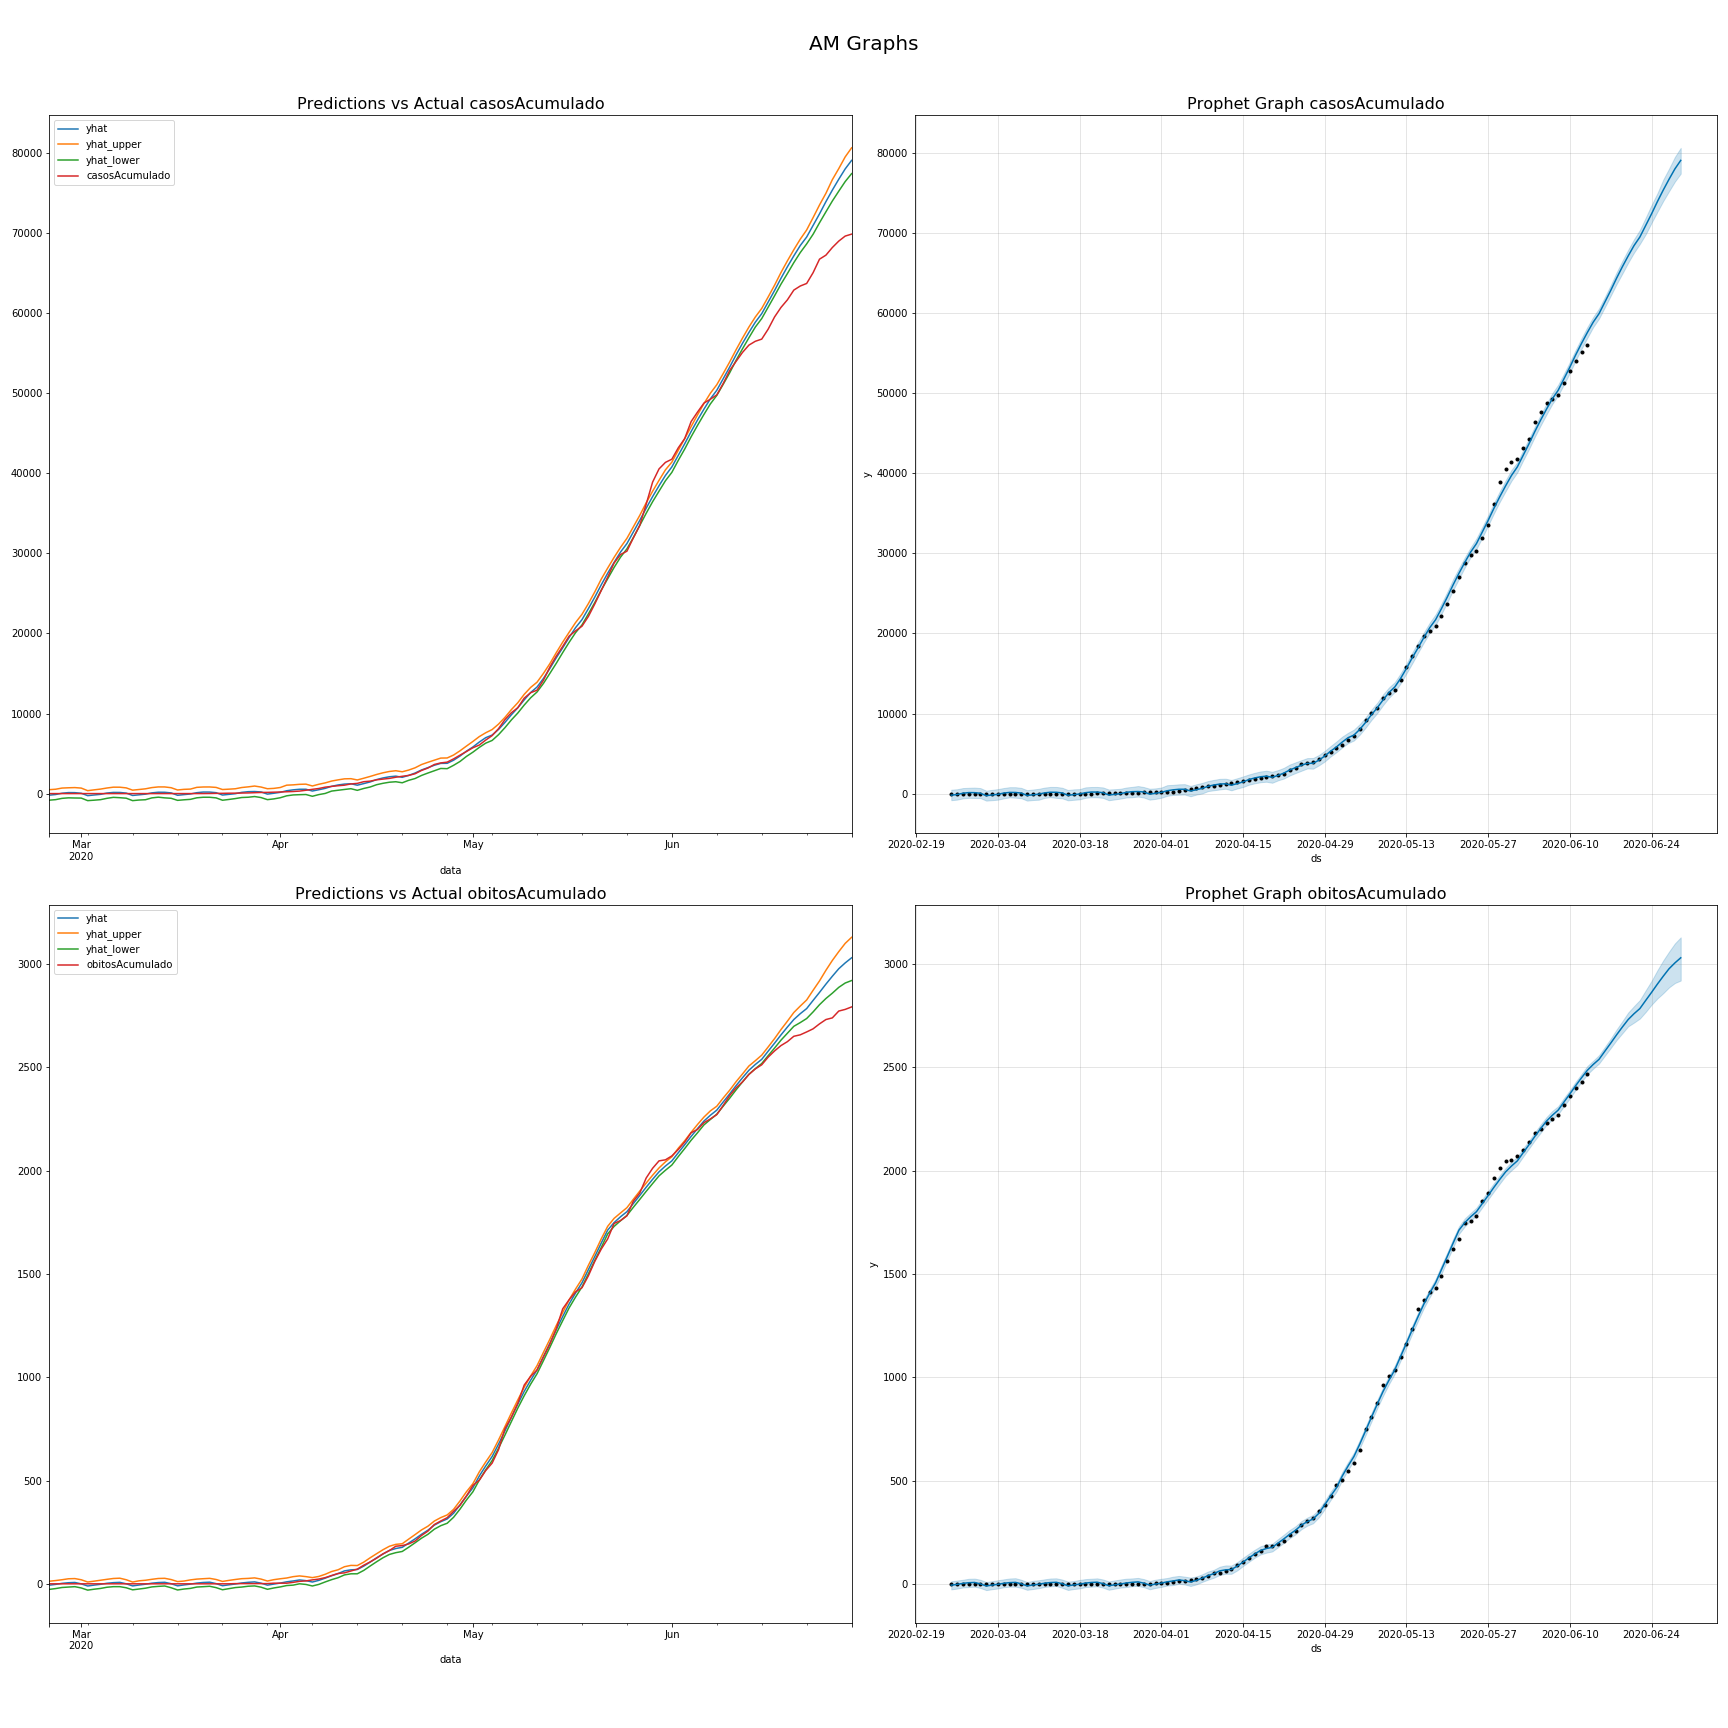 AM Graphs
Predictions vs Actual casosAcumulado
yhat
yhat_upper
yhat_lower
casosAcumulado
80000
70000
60000
50000
40000
30000
20000
10000
0
Mar
2020
Apr
May
Jun
data
Prophet Graph casosAcumulado
y
80000
70000
60000
50000
40000
30000
20000
10000
0
2020-02-19
2020-03-04
2020-03-18
2020-04-01
2020-04-15
2020-04-29
2020-05-13
2020-05-27
2020-06-10
2020-06-24
ds
Predictions vs Actual obitosAcumulado
yhat
yhat_upper
yhat_lower
obitosAcumulado
3000
2500
2000
1500
1000
500
0
Mar
2020
Apr
May
Jun
data
Prophet Graph obitosAcumulado
y
3000
2500
2000
1500
1000
500
0
2020-02-19
2020-03-04
2020-03-18
2020-04-01
2020-04-15
2020-04-29
2020-05-13
2020-05-27
2020-06-10
2020-06-24
ds